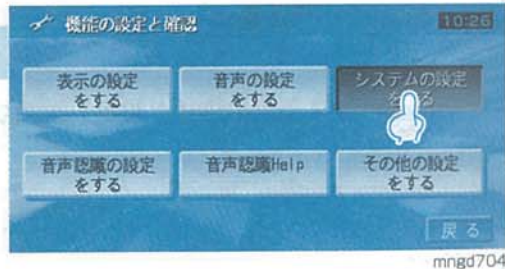 機能の設定と確認
10:26
表示の設定
をする
音声の設定
をする
システムの設定
をする
音声認識の設定
をする
音声認識Help
その他の設定
をする
戻る
mngd704